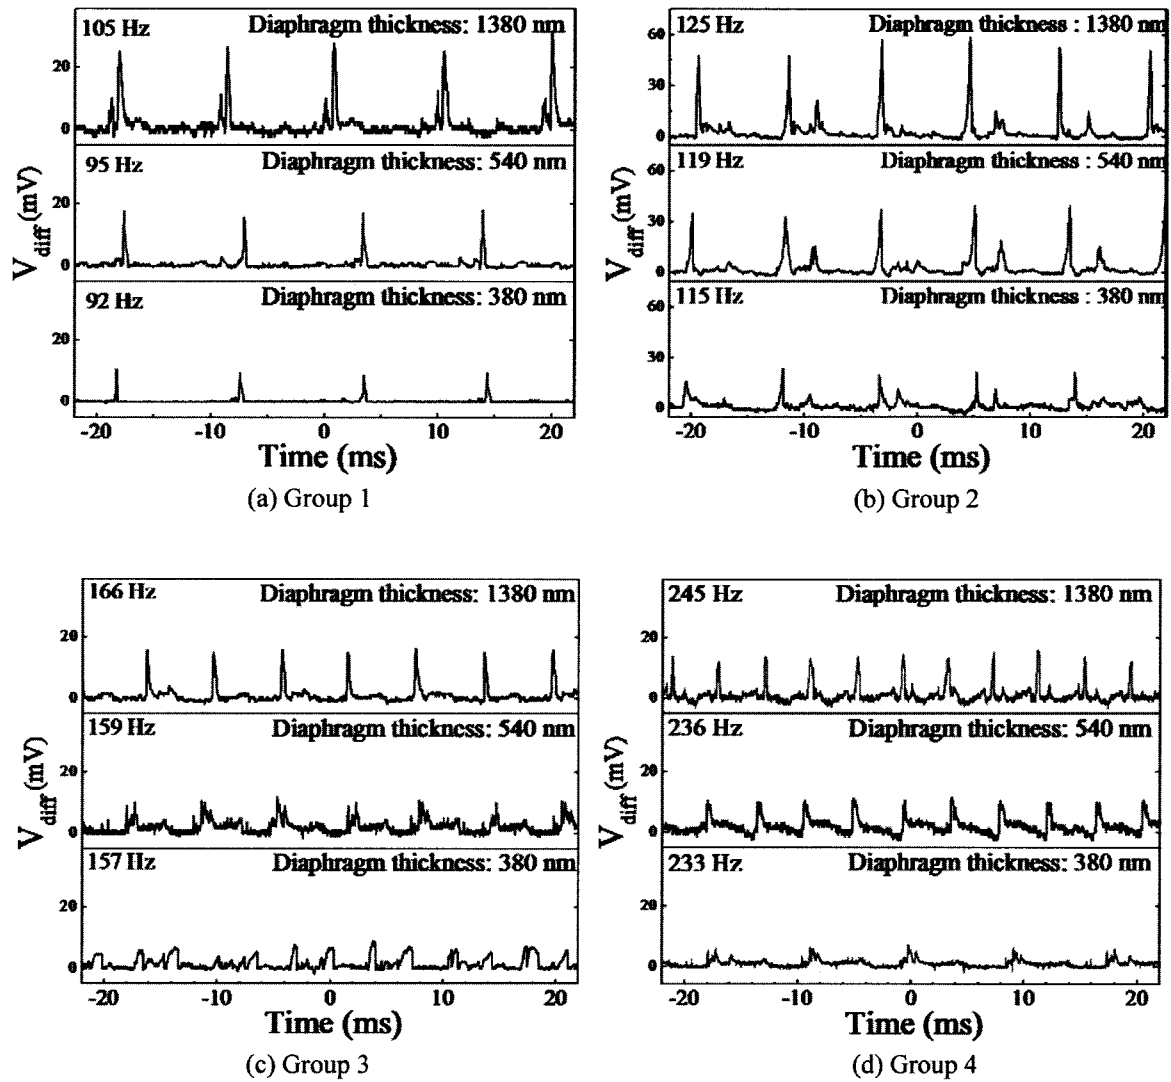 105 Hz Diaphragm thickness: 1380 nm
20
0
95 Hz Diaphragm thickness: 540 nm
20
0
92 Hz Diaphragm thickness: 380 nm
20
0
V diff (mV)
-20 -10 0 10 20
Time (ms)
(a) Group 1
125 Hz Diaphragm thickness : 1380 nm
60
30
0
119 Hz Diaphragm thickness : 540 nm
60
30
0
115 Hz Diaphragm thickness : 380 nm
60
30
0
V diff (mV)
-20 -10 0 10 20
Time (ms)
(b) Group 2
166 Hz Diaphragm thickness: 1380 nm
20
0
159 Hz Diaphragm thickness: 540 nm
20
0
157 Hz Diaphragm thickness: 380 nm
20
0
V diff (mV)
-20 -10 0 10 20
Time (ms)
(c) Group 3
245 Hz Diaphragm thickness: 1380 nm
20
0
236 Hz Diaphragm thickness: 540 nm
20
0
233 Hz Diaphragm thickness: 380 nm
20
0
V diff (mV)
-20 -10 0 10 20
Time (ms)
(d) Group 4